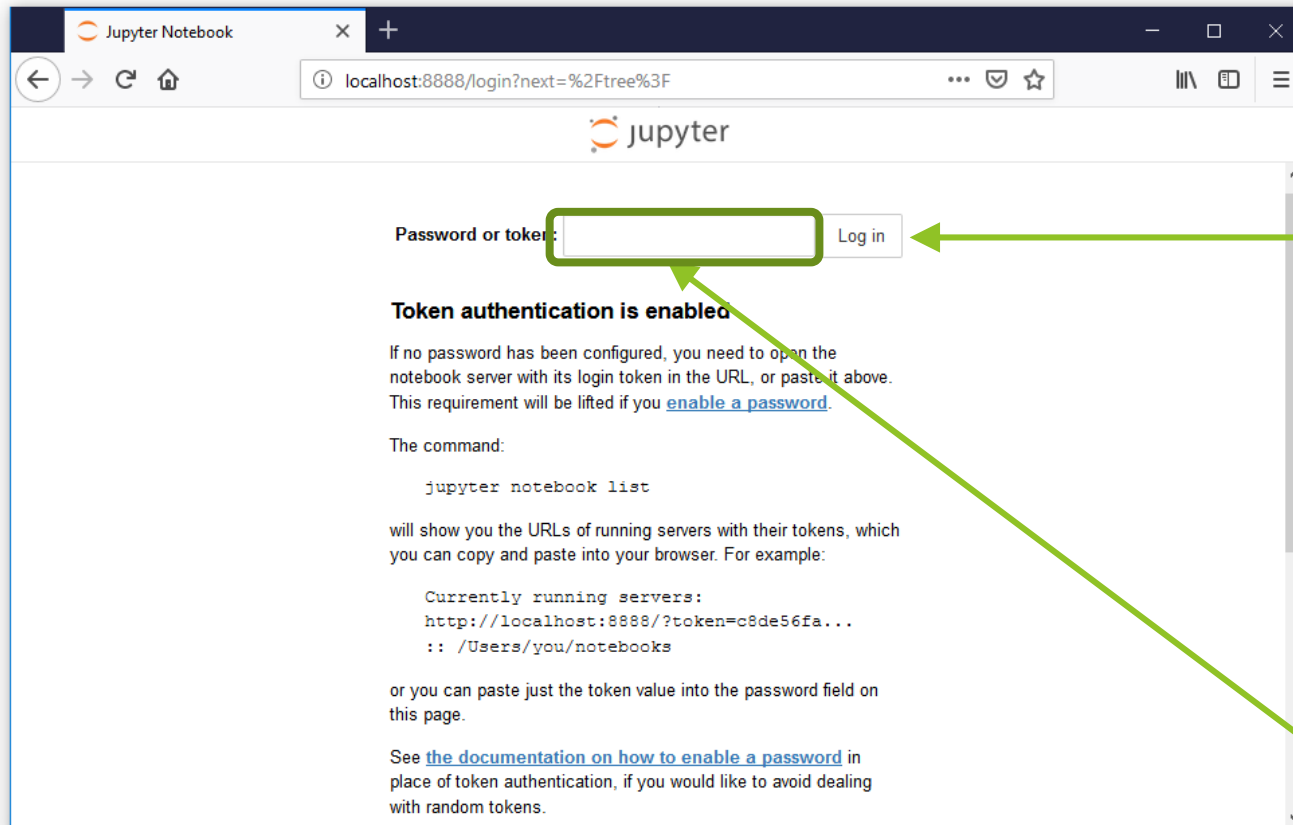 Jupyter Notebook
localhost:8888/login?next=%2Ftree%3F
jupyter
Password or token:
Log in
Token authentication is enabled
If no password has been configured, you need to open the
notebook server with its login token in the URL, or paste it above.
This requirement will be lifted if you enable a password.
The command:
jupyter notebook list
will show you the URLs of running servers with their tokens, which
you can copy and paste into your browser. For example:
Currently running servers:
http://localhost:8888/?token=c8de56fa...
:: /Users/you/notebooks
or you can paste just the token value into the password field on
this page.
See the documentation on how to enable a password in
place of token authentication, if you would like to avoid dealing
with random tokens.